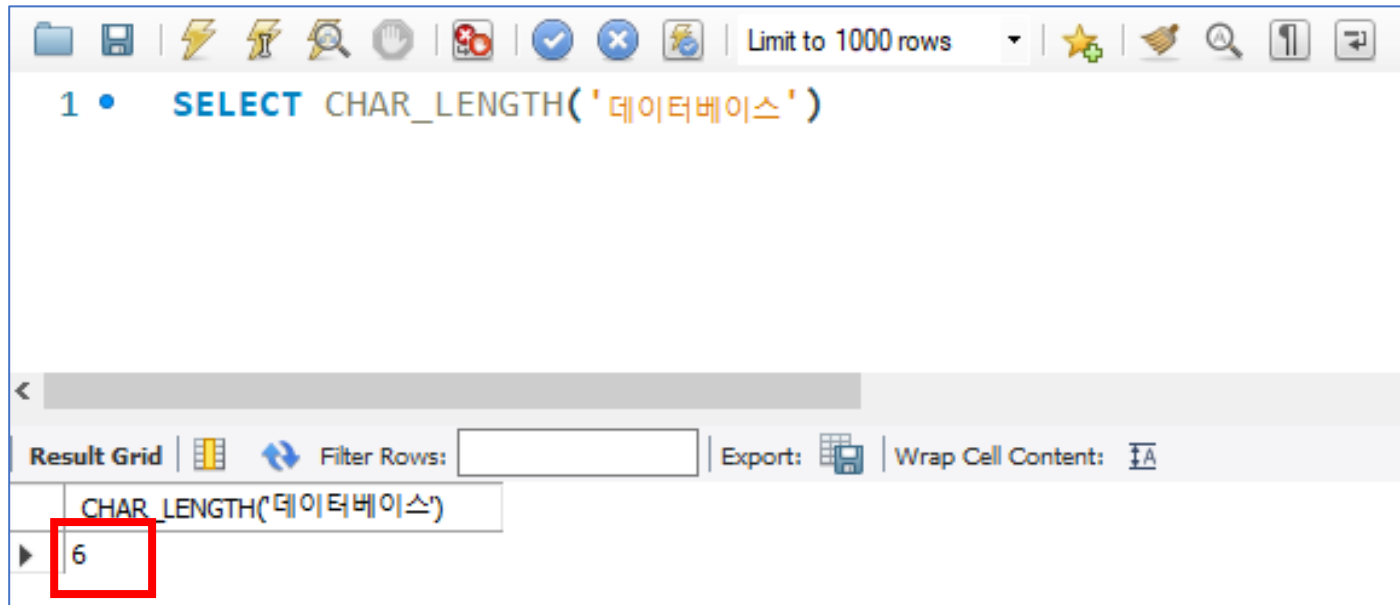 Limit to 1000 rows
1 SELECT CHAR_LENGTH('데이터베이스')
Result Grid Filter Rows: Export: Wrap Cell Content:
CHAR_LENGTH('데이터베이스')
6